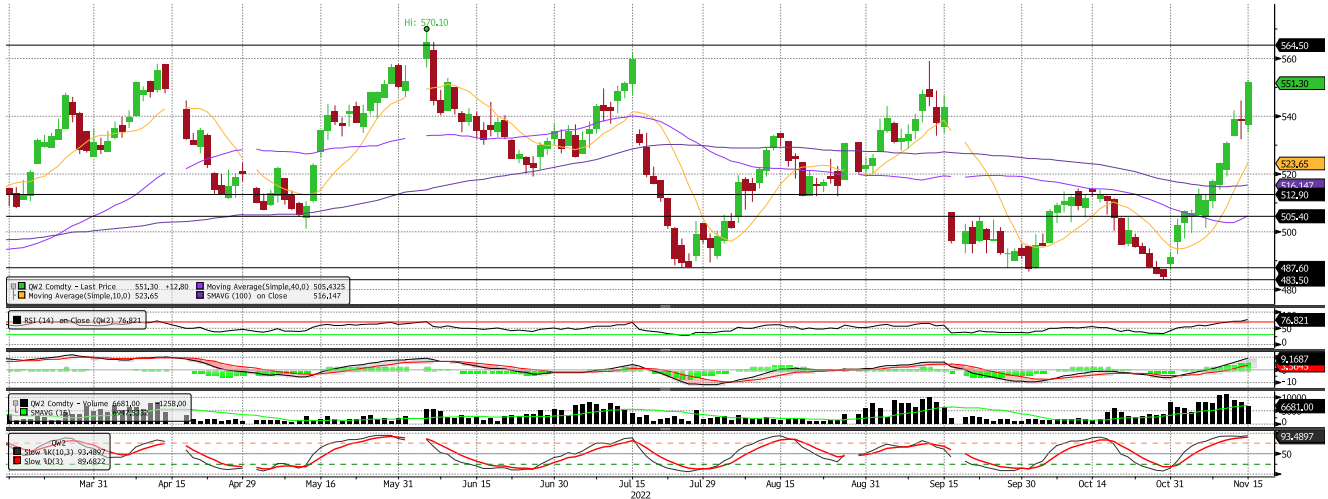 Hi: 570.10
564.50
560
551.30
540
523.65
520
516.147
512.90
505.40
500
487.60
483.50
480
QW2 Comdty - Last Price 551.30 +12.80
Moving Average(Simple,40,0) 505.4325
Moving Average(Simple,10,0) 523.65
SMAVG (100) on Close 516.147
RSI (14) on Close (QW2) 76.821
100
76.821
50
0
9.1687
-10
QW2 Comdty - Volume 6681.00 -1258.00
SMAVG (15)
10000
6681.00
0
QW2
Slow %K(10,3) 93.4897
Slow %D(3) 89.6822
93.4897
50
Mar 31
Apr 15
Apr 29
May 16
May 31
Jun 15
Jun 30
Jul 15
Jul 29
Aug 15
Aug 31
Sep 15
Sep 30
Oct 14
Oct 31
Nov 15
2022